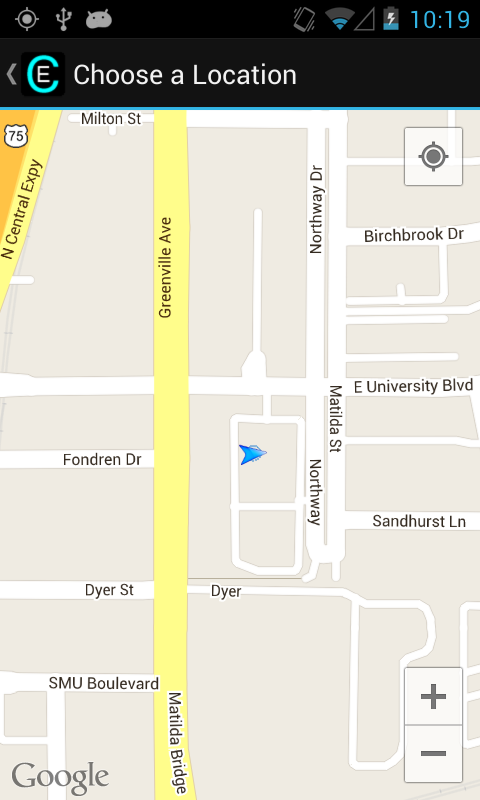 10:19
CE Choose a Location
Milton St
75
N Central Expy
Greenville Ave
Northway Dr
Birchbrook Dr
E University Blvd
Matilda St
Fondren Dr
Northway
Sandhurst Ln
Dyer St
Dyer
SMU Boulevard
Matilda Bridge
+
−
Google